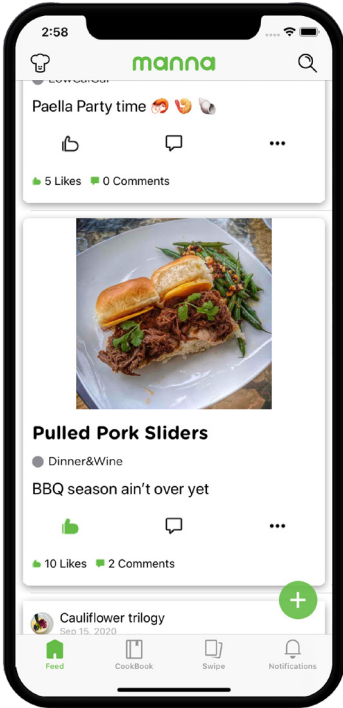 2:58
manna
LowCalGal
Paella Party time 🦐 🍤 🐚
5 Likes 0 Comments
Pulled Pork Sliders
Dinner&Wine
BBQ season ain't over yet
10 Likes 2 Comments
Cauliflower trilogy
Sep 15, 2020
Feed CookBook Swipe Notifications